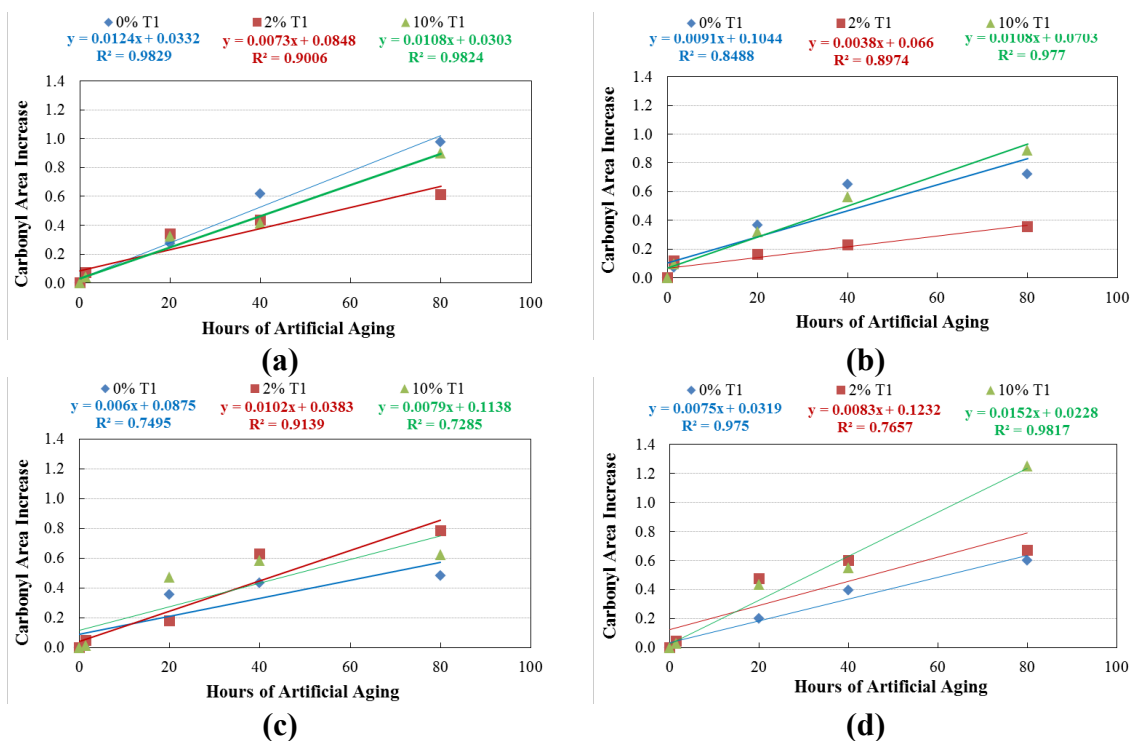 0% T1 2% T1 10% T1
y = 0.0124x + 0.0332 y = 0.0073x + 0.0848 y = 0.0108x + 0.0303
R² = 0.9829 R² = 0.9006 R² = 0.9824
1.4
1.2
1.0
0.8
0.6
0.4
0.2
0.0
Carbonyl Area Increase
0 20 40 60 80 100
Hours of Artificial Aging
(a)
0% T1 2% T1 10% T1
y = 0.0091x + 0.1044 y = 0.0038x + 0.066 y = 0.0108x + 0.0703
R² = 0.8488 R² = 0.8974 R² = 0.977
1.4
1.2
1.0
0.8
0.6
0.4
0.2
0.0
Carbonyl Area Increase
0 20 40 60 80 100
Hours of Artificial Aging
(b)
0% T1 2% T1 10% T1
y = 0.006x + 0.0875 y = 0.0102x + 0.0383 y = 0.0079x + 0.1138
R² = 0.7495 R² = 0.9139 R² = 0.7285
1.4
1.2
1.0
0.8
0.6
0.4
0.2
0.0
Carbonyl Area Increase
0 20 40 60 80 100
Hours of Artificial Aging
(c)
0% T1 2% T1 10% T1
y = 0.0075x + 0.0319 y = 0.0083x + 0.1232 y = 0.0152x + 0.0228
R² = 0.975 R² = 0.7657 R² = 0.9817
1.4
1.2
1.0
0.8
0.6
0.4
0.2
0.0
Carbonyl Area Increase
0 20 40 60 80 100
Hours of Artificial Aging
(d)